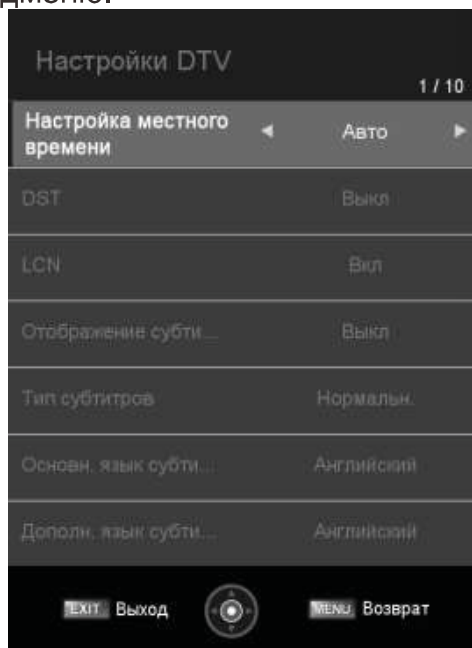 дменю.
Настройки DTV
1 / 10
Настройка местного
времени
Авто
DST
Выкл
LCN
Вкл
Отображение субти...
Выкл
Тип субтитров
Нормальн.
Основн. язык субти...
Английский
Дополн. язык субти...
Английский
EXIT Выход
MENU Возврат